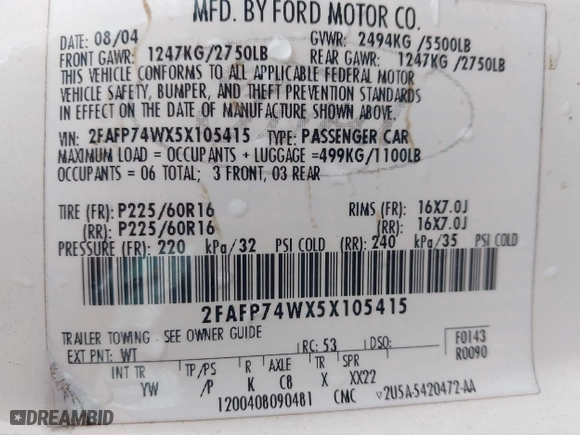 MFD. BY FORD MOTOR CO.
DATE: 08/04 GVWR: 2494KG /5500LB
FRONT GAWR: 1247KG/2750LB REAR GAWR: 1247KG /2750LB
THIS VEHICLE CONFORMS TO ALL APPLICABLE FEDERAL MOTOR
VEHICLE SAFETY, BUMPER, AND THEFT PREVENTION STANDARDS
IN EFFECT ON THE DATE OF MANUFACTURE SHOWN ABOVE.
VIN: 2FAFP74WX5X105415 TYPE: PASSENGER CAR
MAXIMUM LOAD = OCCUPANTS + LUGGAGE =499KG/1100LB
OCCUPANTS = 06 TOTAL; 3 FRONT, 03 REAR
TIRE (FR): P225/60R16 RIMS (FR): 16X7.0J
(RR): P225/60R16 (RR): 16X7.0J
PRESSURE (FR): 220 kPa/32 PSI COLD (RR): 240 kPa/35 PSI COLD
2FAFP74WX5X105415
TRAILER TOWING - SEE OWNER GUIDE
EXT PNT: WT RC: 53 DSO: F0143
R0090
INT TR TP/PS R AXLE TR SPR
YW /P K C8 X XX22
1200408090481 CMC 2U5A-5420472-AA
DREAMBID